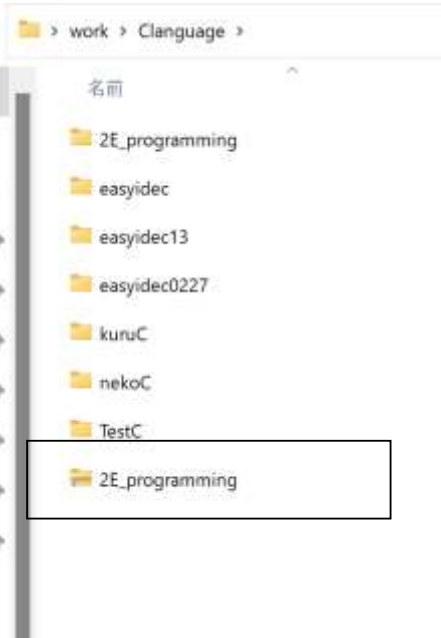 > work > Clanguage >
名前
2E_programming
easyidec
easyidec13
easyidec0227
kuruC
nekoC
TestC
2E_programming